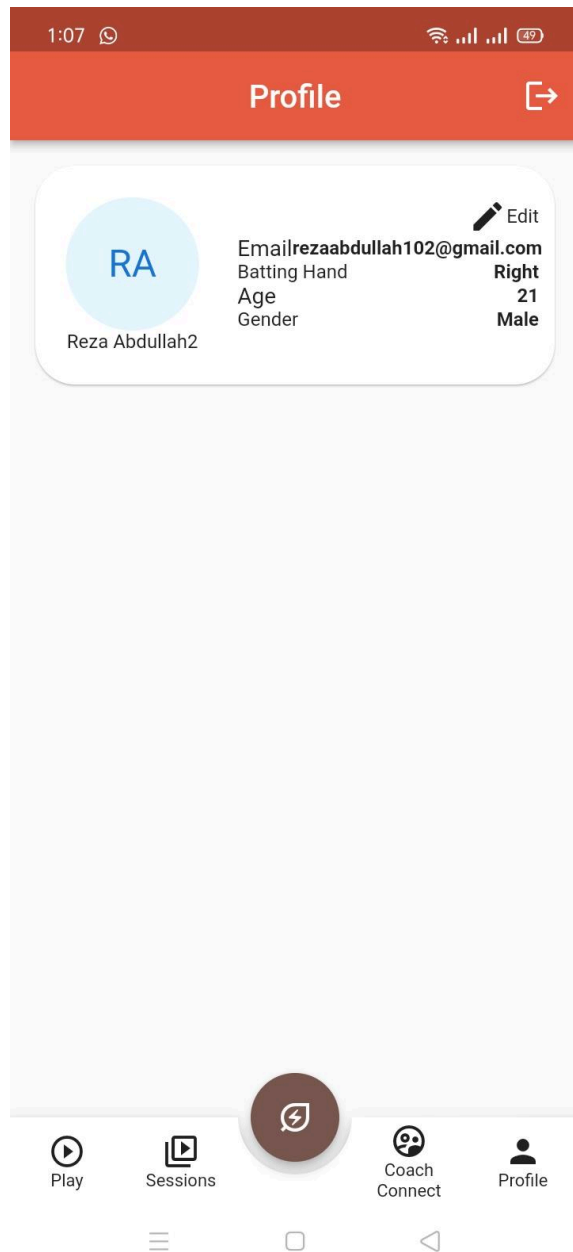 1:07
49
Profile
Edit
RA
Reza Abdullah2
Emailrezaabdullah102@gmail.com
Batting Hand Right
Age 21
Gender Male
Play
Sessions
Coach
Connect
Profile